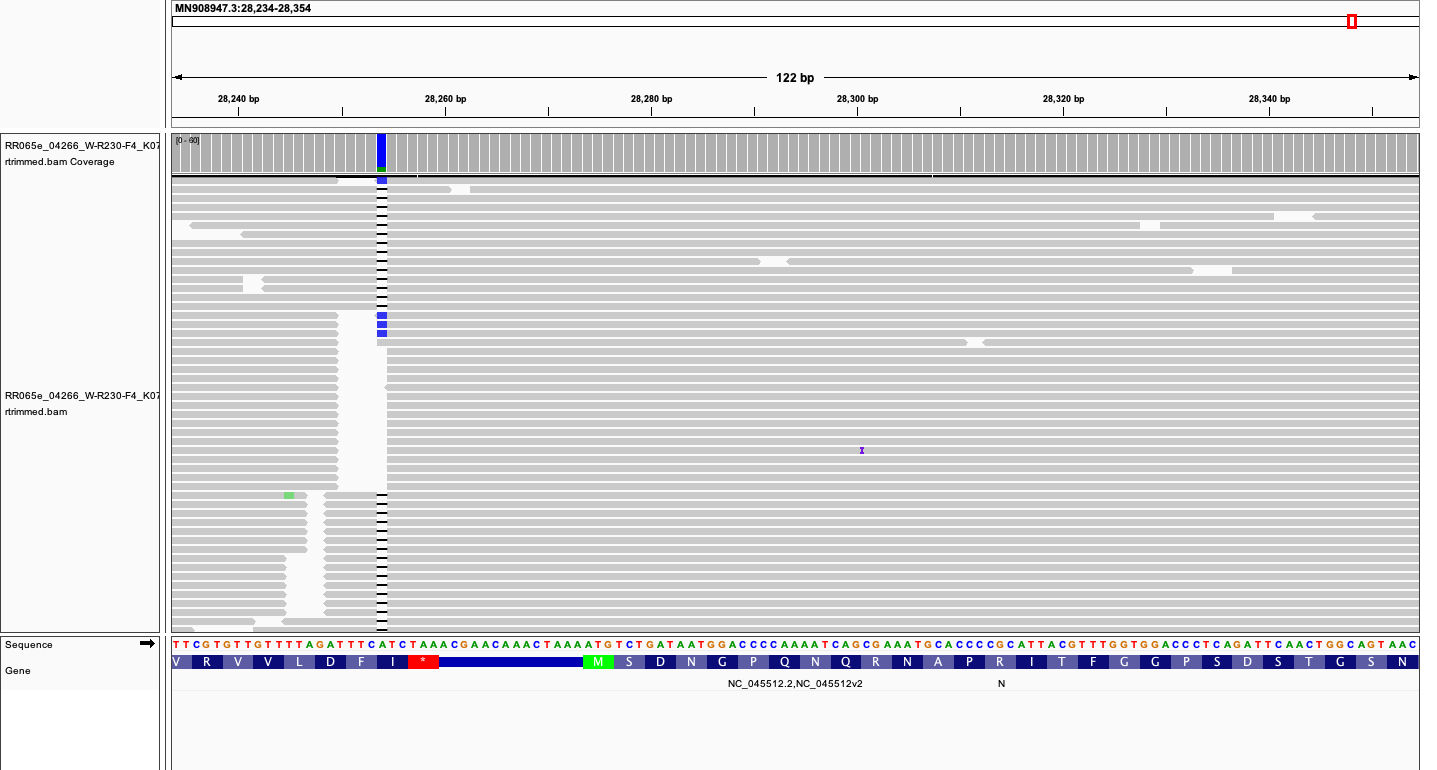 MN908947.3:28,234-28,354
122 bp
28,240 bp 28,260 bp 28,280 bp 28,300 bp 28,320 bp 28,340 bp
RR065e_04266_W-R230-F4_K07
rtrimmed.bam Coverage
[0 - 60]
RR065e_04266_W-R230-F4_K07
rtrimmed.bam
Sequence
TTCGTGTTGTTTTAGATTTCATCTAAACGAACAAACTAAAATGTCTGATAATGGACCCCAAAATCAGCGAAATGCACCCCGCATTACGTTTGGTGGACCCTCAGATTCAACTGGCAGTAAC
Gene
V R V V L D F I * M S D N G P Q N Q R N A P R I T F G G P S D S T G S N
NC_045512.2,NC_045512v2 N